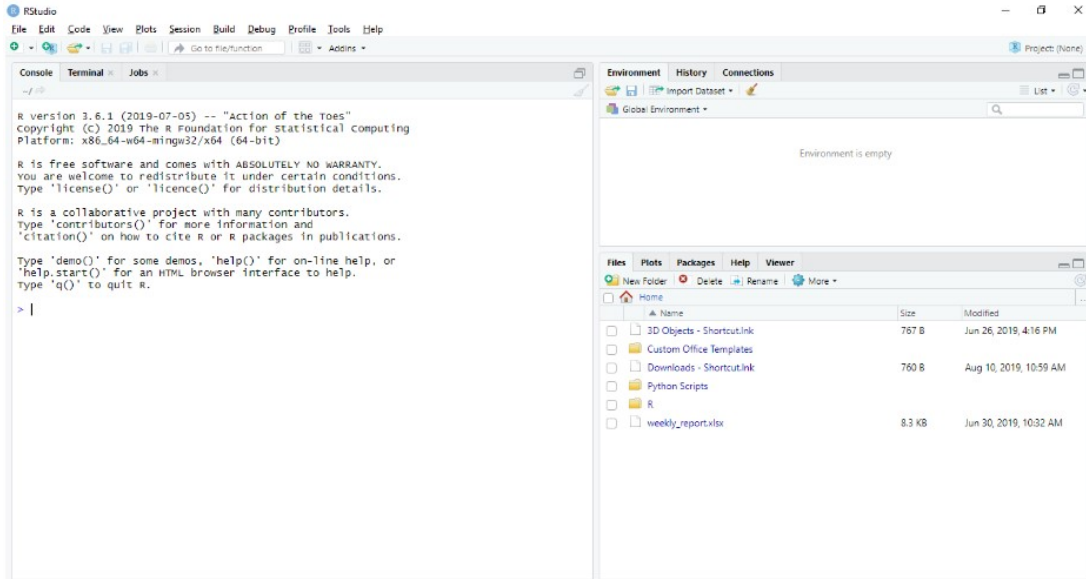 RStudio
File Edit Code View Plots Session Build Debug Profile Tools Help
Go to file/function Addins
Project: (None)
Console Terminal Jobs
~/
R version 3.6.1 (2019-07-05) -- "Action of the Toes"
Copyright (C) 2019 The R Foundation for Statistical Computing
Platform: x86_64-w64-mingw32/x64 (64-bit)
R is free software and comes with ABSOLUTELY NO WARRANTY.
You are welcome to redistribute it under certain conditions.
Type 'license()' or 'licence()' for distribution details.
R is a collaborative project with many contributors.
Type 'contributors()' for more information and
'citation()' on how to cite R or R packages in publications.
Type 'demo()' for some demos, 'help()' for on-line help, or
'help.start()' for an HTML browser interface to help.
Type 'q()' to quit R.
>
Environment History Connections
Import Dataset List
Global Environment
Environment is empty
Files Plots Packages Help Viewer
New Folder Delete Rename More
Home
Name Size Modified
3D Objects - Shortcut.lnk 767 B Jun 26, 2019, 4:16 PM
Custom Office Templates
Downloads - Shortcut.lnk 760 B Aug 10, 2019, 10:59 AM
Python Scripts
R
weekly_report.xlsx 8.3 KB Jun 30, 2019, 10:32 AM